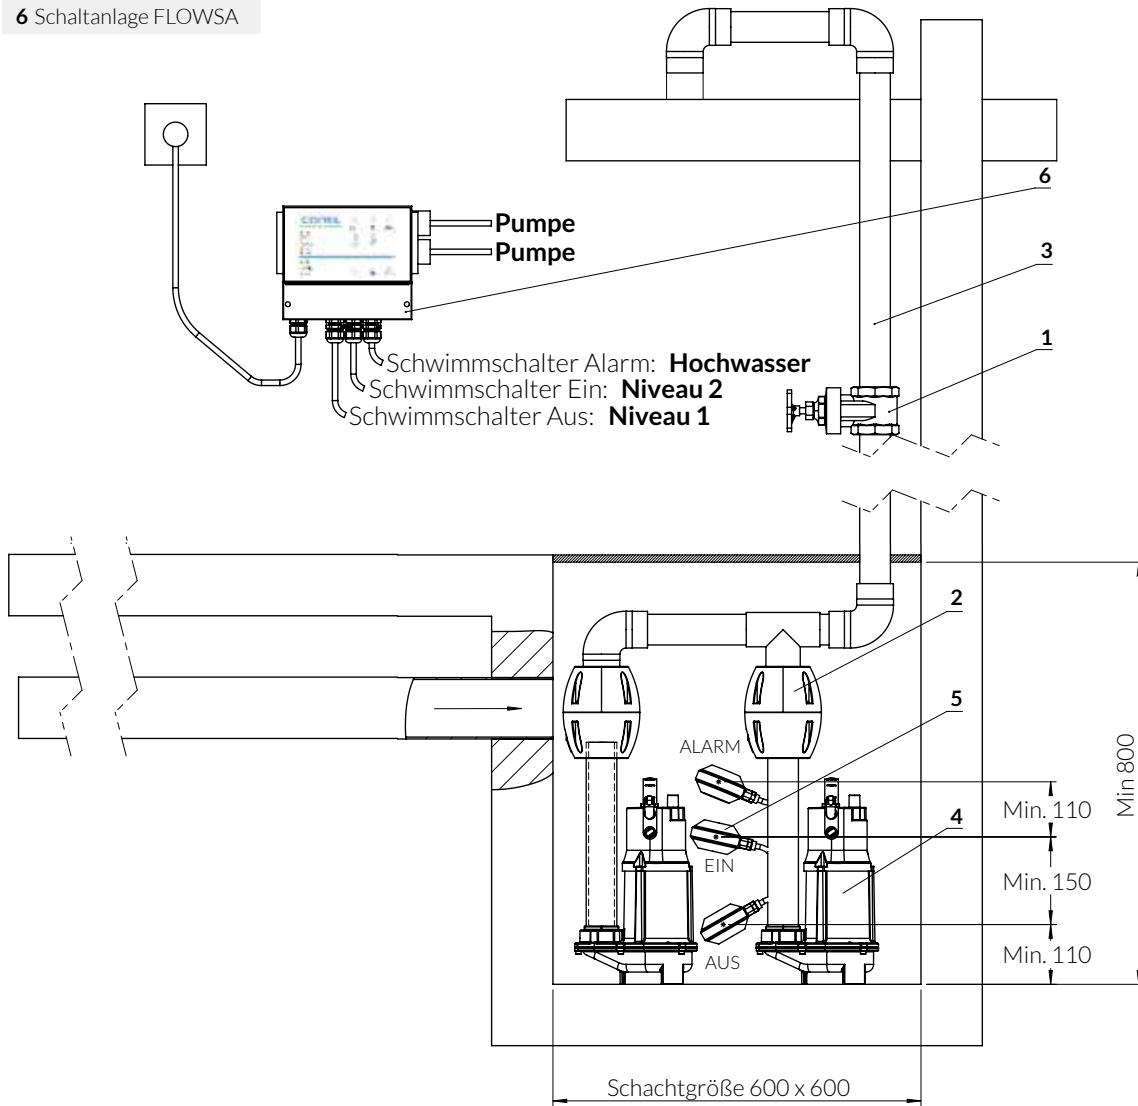 6 Schaltanlage FLOWSA
6
Pumpe
Pumpe
3
1
Schwimmschalter Alarm: Hochwasser
Schwimmschalter Ein: Niveau 2
Schwimmschalter Aus: Niveau 1
2
5
ALARM
Min. 110
4
EIN
Min 800
Min. 150
AUS
Min. 110
Schachtgröße 600 x 600